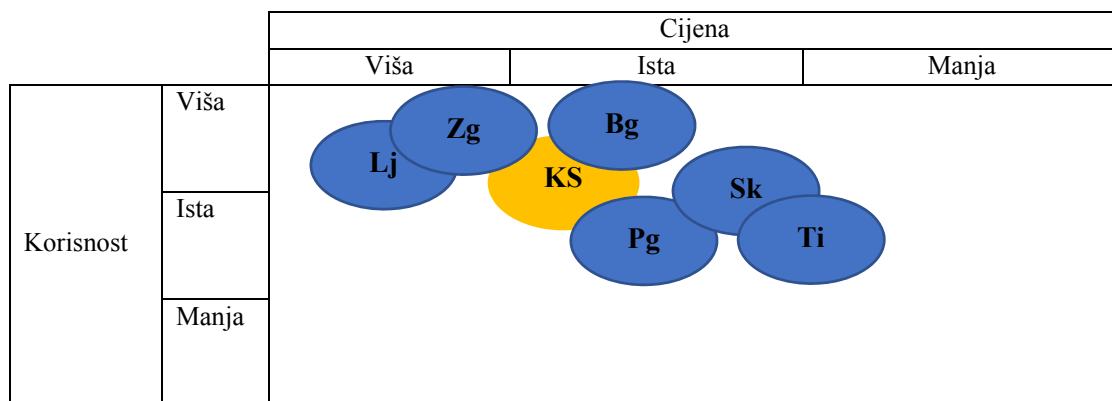 Cijena
Viša Ista Manja
Korisnost
Viša
Ista
Manja
Lj
Zg
Bg
KS
Sk
Pg
Ti